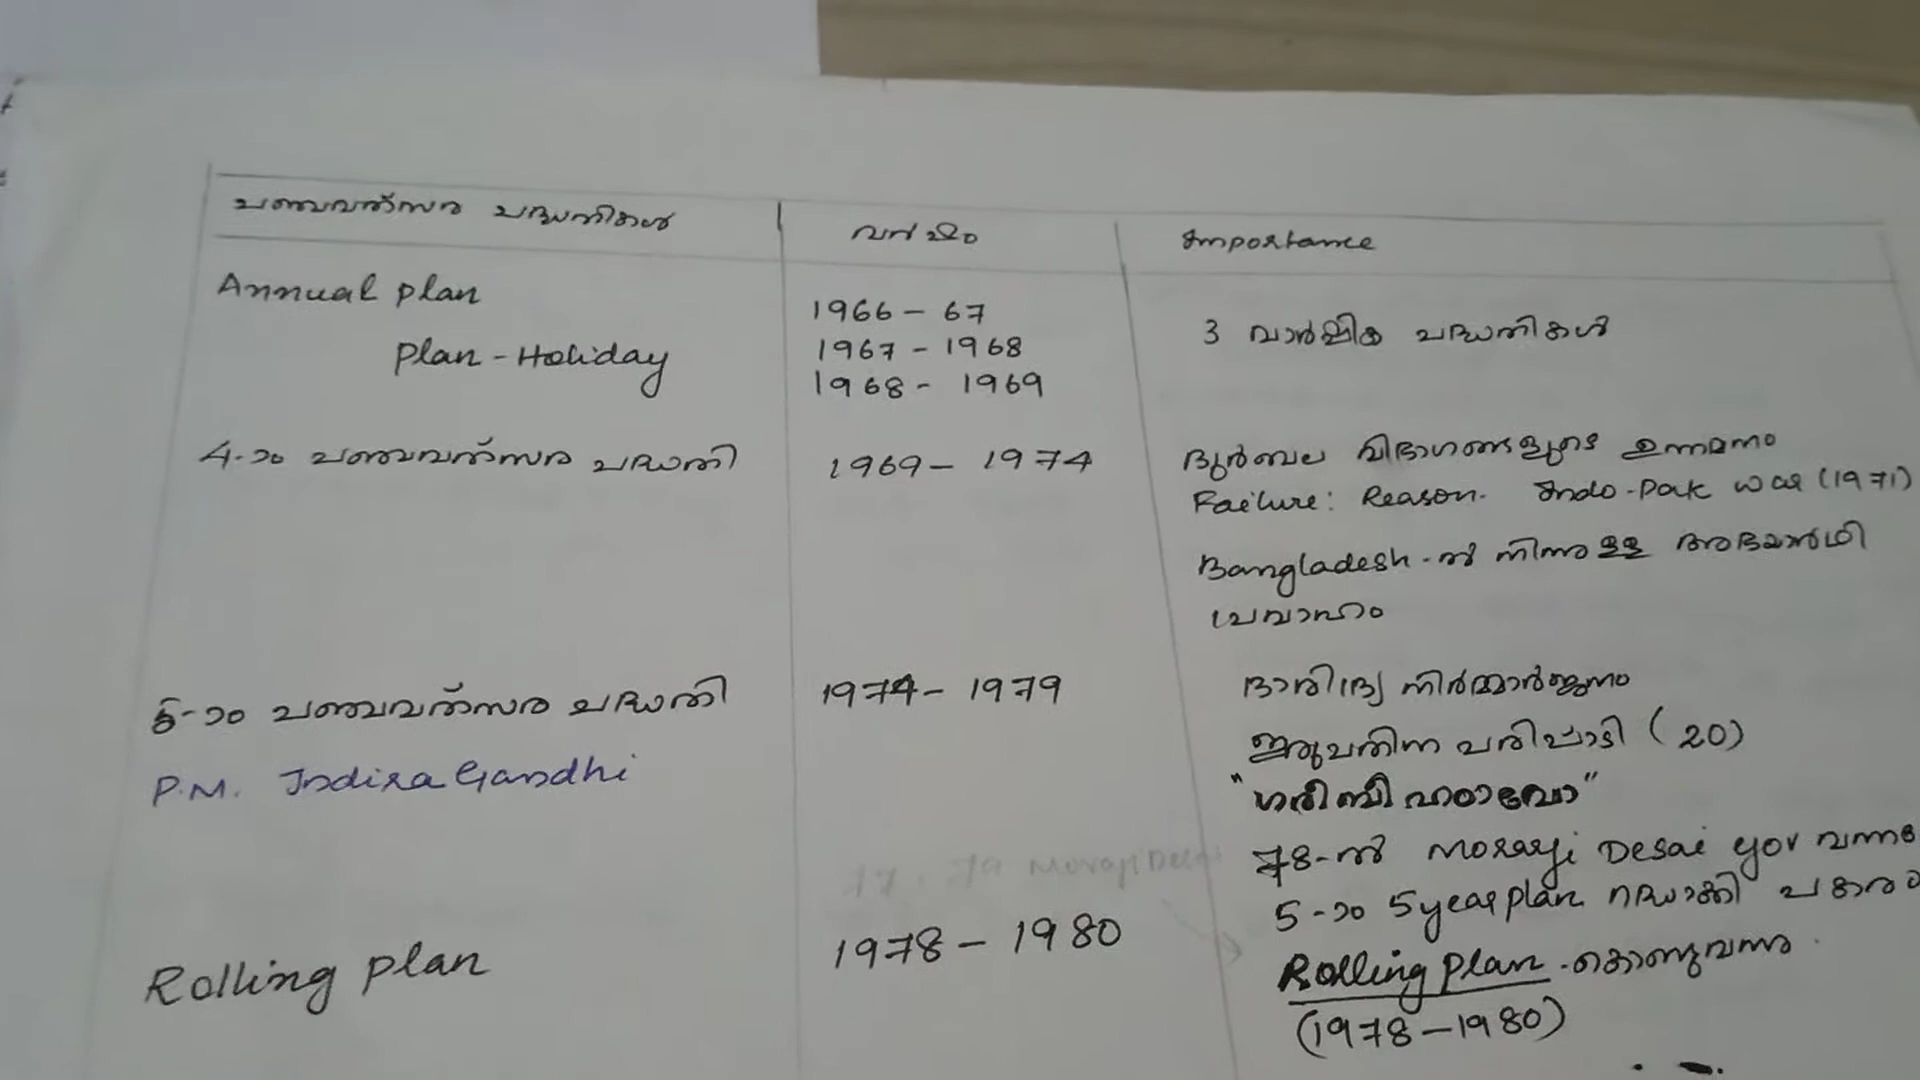 പഞ്ചവത്സര പദ്ധതികൾ
വർഷം
Importance
Annual plan
Plan - Holiday
1966 - 67
1967 - 1968
1968 - 1969
3 വാർഷിക പദ്ധതികൾ
4-ാം പഞ്ചവത്സര പദ്ധതി
1969 - 1974
ദുർബല വിഭാഗങ്ങളുടെ ഉന്നമനം
Failure: Reason. Indo-Pak war (1971)
Bangladesh-ൽ നിന്നുള്ള അഭയാർഥി
പ്രവാഹം
5-ാം പഞ്ചവത്സര പദ്ധതി
P.M. Indira Gandhi
1974 - 1979
ദാരിദ്ര്യ നിർമ്മാർജ്ജനം
ഇരുപതിന പരിപാടി (20)
"ഗരീബീ ഹഠാവോ"
78-ൽ Morarji Desai gov വന്നു
5-ാം 5 year plan റദ്ധാക്കി പകരം
Rolling plan
1978 - 1980
Rolling Plan - കൊണ്ടുവന്നു.
(1978 - 1980)